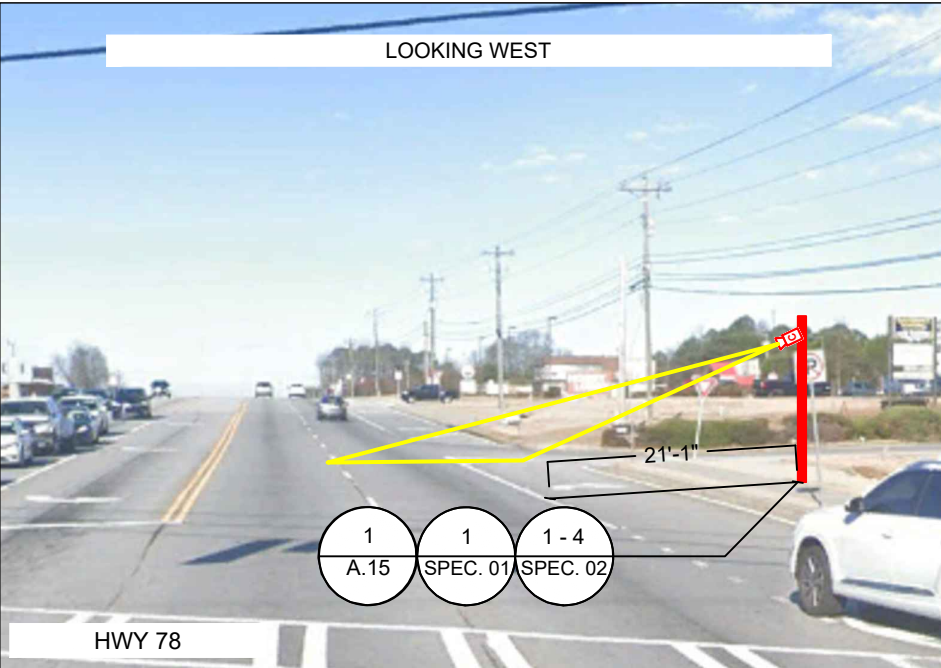 LOOKING WEST
21'-1"
1
A.15
1
SPEC. 01
1 - 4
SPEC. 02
HWY 78